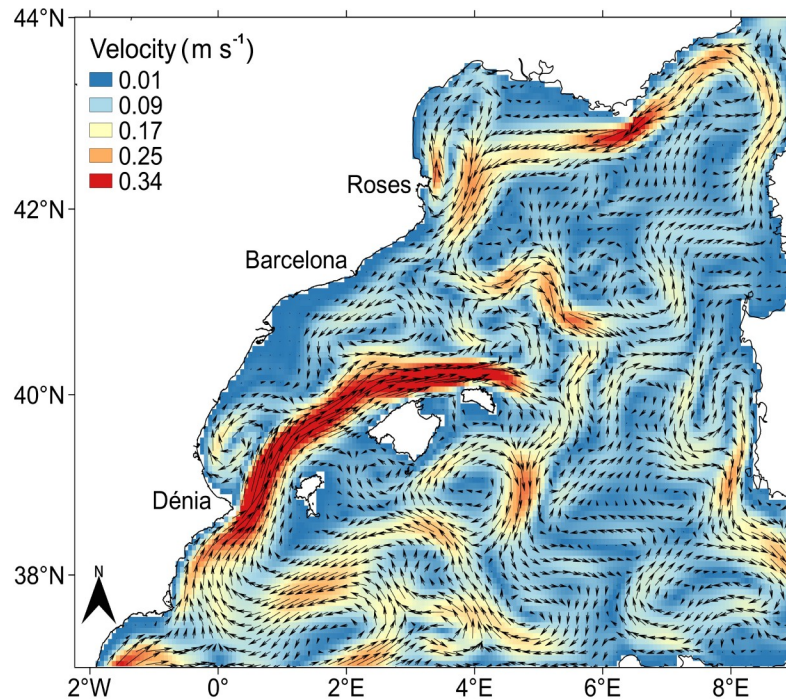 44°N
Velocity (m s⁻¹)
0.01
0.09
0.17
0.25
0.34
Roses
42°N
Barcelona
40°N
Dénia
38°N
N
2°W 0° 2°E 4°E 6°E 8°E